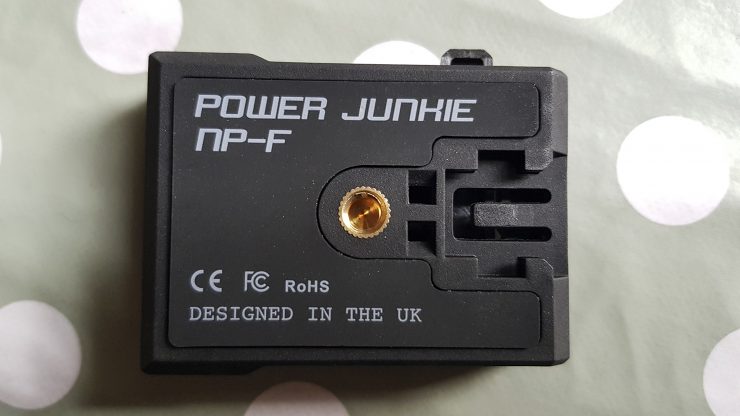 POWER JUNKIE
NP-F
CE FC RoHS
DESIGNED IN THE UK